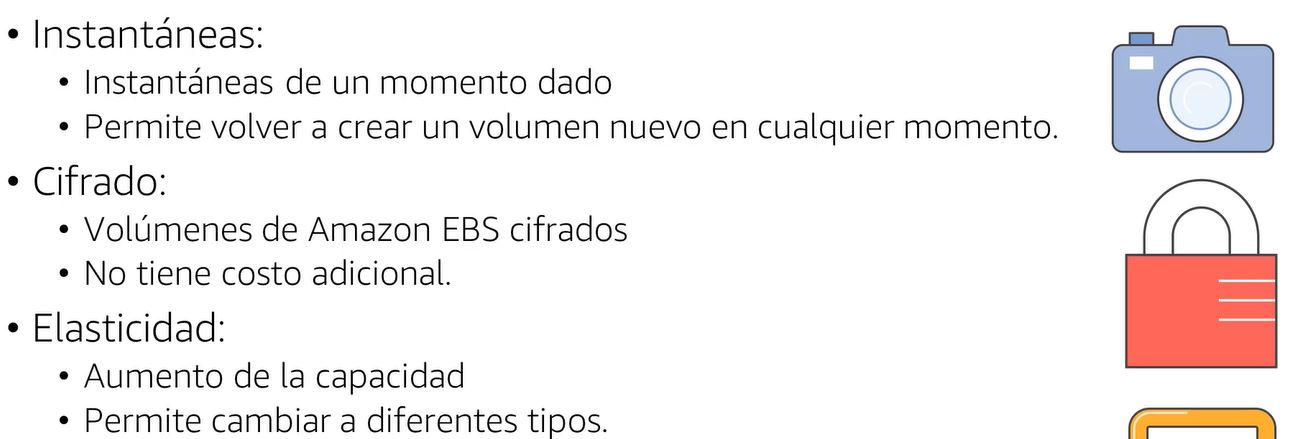 • Instantáneas:
• Instantáneas de un momento dado
• Permite volver a crear un volumen nuevo en cualquier momento.
• Cifrado:
• Volúmenes de Amazon EBS cifrados
• No tiene costo adicional.
• Elasticidad:
• Aumento de la capacidad
• Permite cambiar a diferentes tipos.